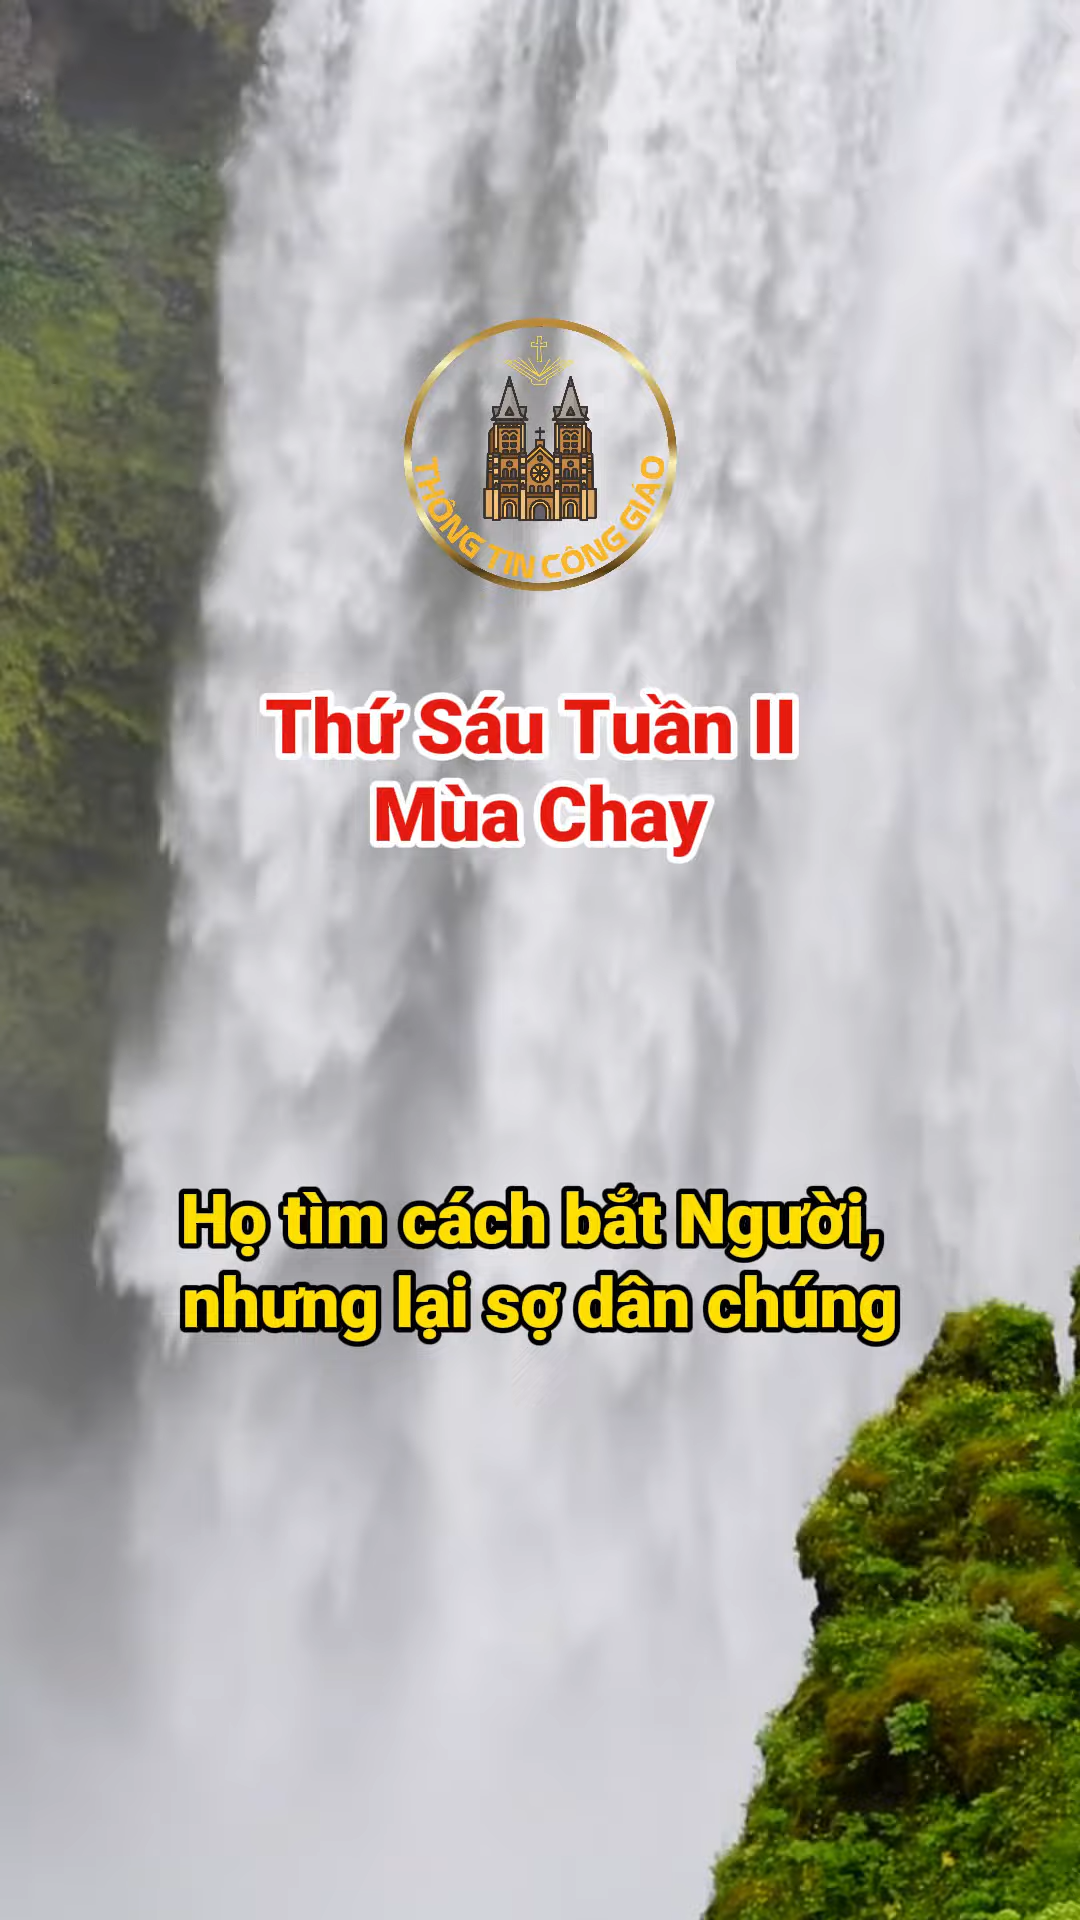 THÔNG TIN CÔNG GIÁO
Thứ Sáu Tuần II
Mùa Chay
Họ tìm cách bắt Người,
nhưng lại sợ dân chúng